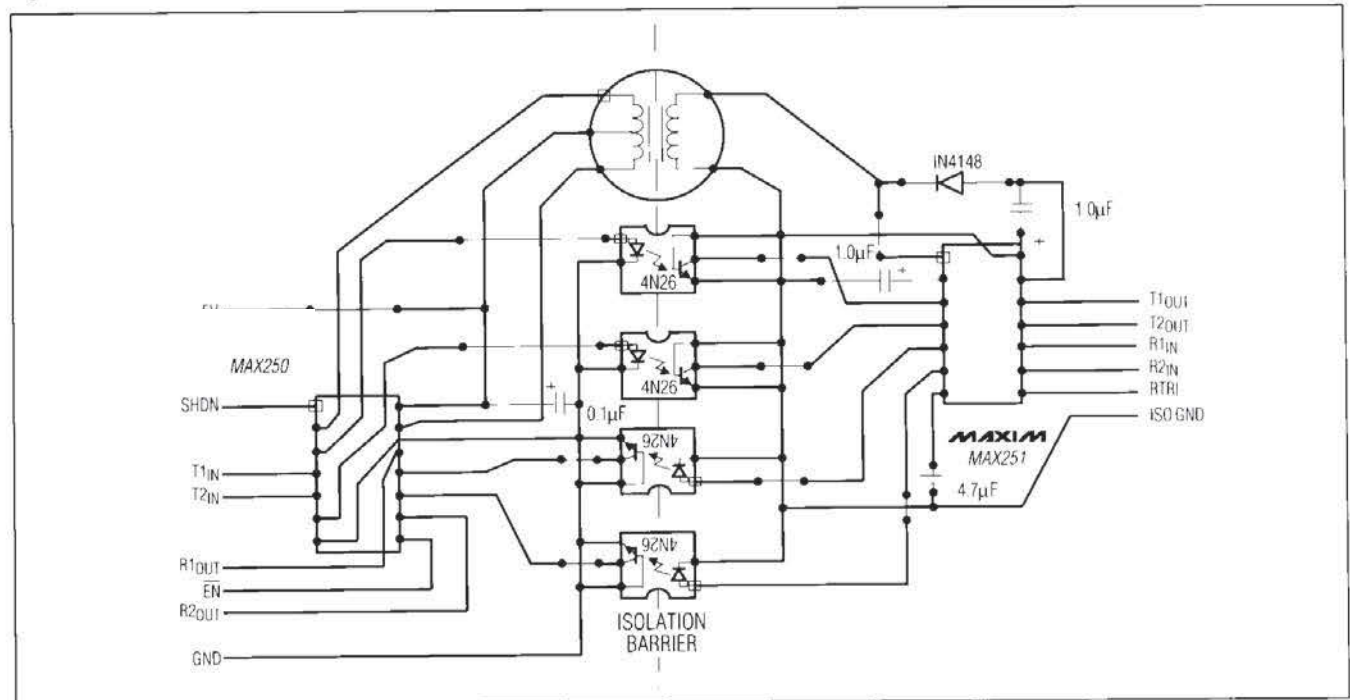 IN4148
1.0µF
+
1.0µF
+
4N26
T1OUT
T2OUT
R1IN
R2IN
RTRI
ISO GND
MAX250
4N26
SHDN
+
0.1µF
MAXIM
MAX251
4N26
4.7µF
T1IN
T2IN
4N26
R1OUT
EN
R2OUT
ISOLATION
BARRIER
GND